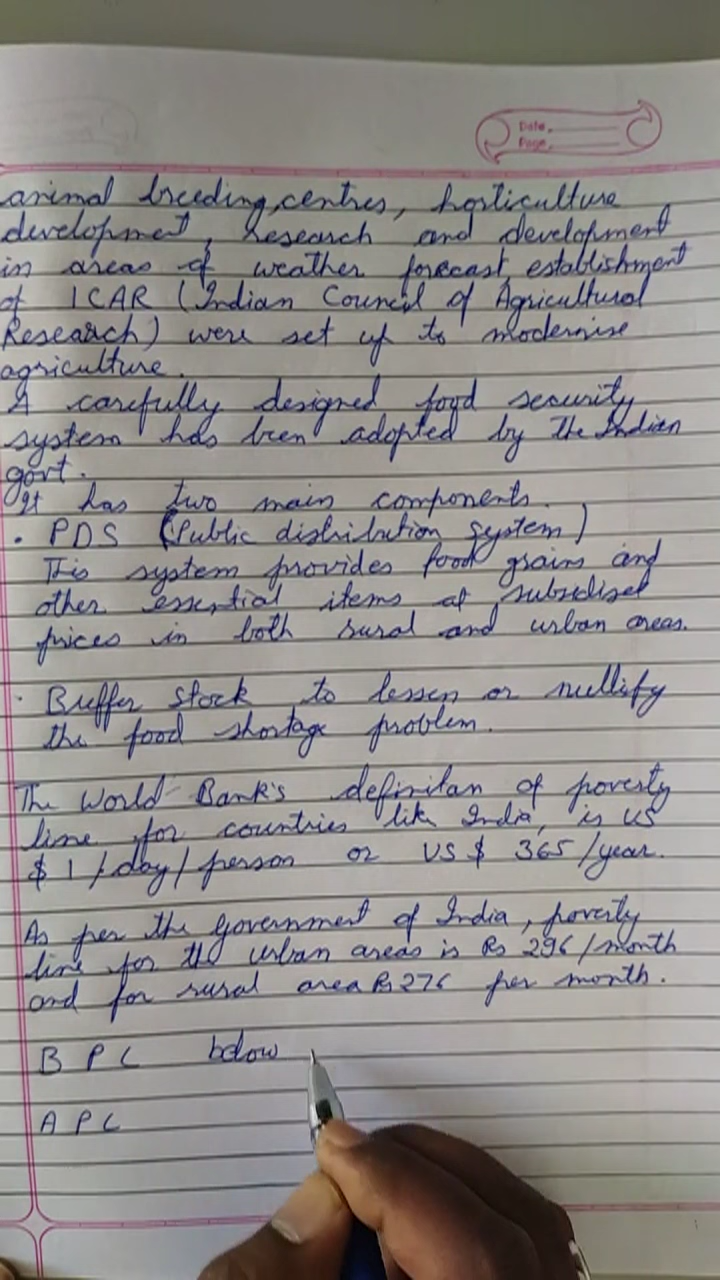 Date.
Page.
animal breeding centres, horticulture
development, research and development
in areas of weather forecast, establishment
of ICAR (Indian Council of Agricultural
Research) were set up to modernise
agriculture.
A carefully designed food security
system has been adopted by the Indian
govt.
It has two main components.
• PDS (Public distribution system)
This system provides food grains and
other essential items at subsidised
prices in both rural and urban areas.
• Buffer stock to lessen or nullify
the food shortage problem.
The World Bank's definitan of poverty
line for countries like India, is US
$ 1 / day / person or US $ 365 /year.
As per the Government of India, poverty
line for the urban areas is Rs 296 /month
and for rural area Rs 276 per month.
B P L below
A P L